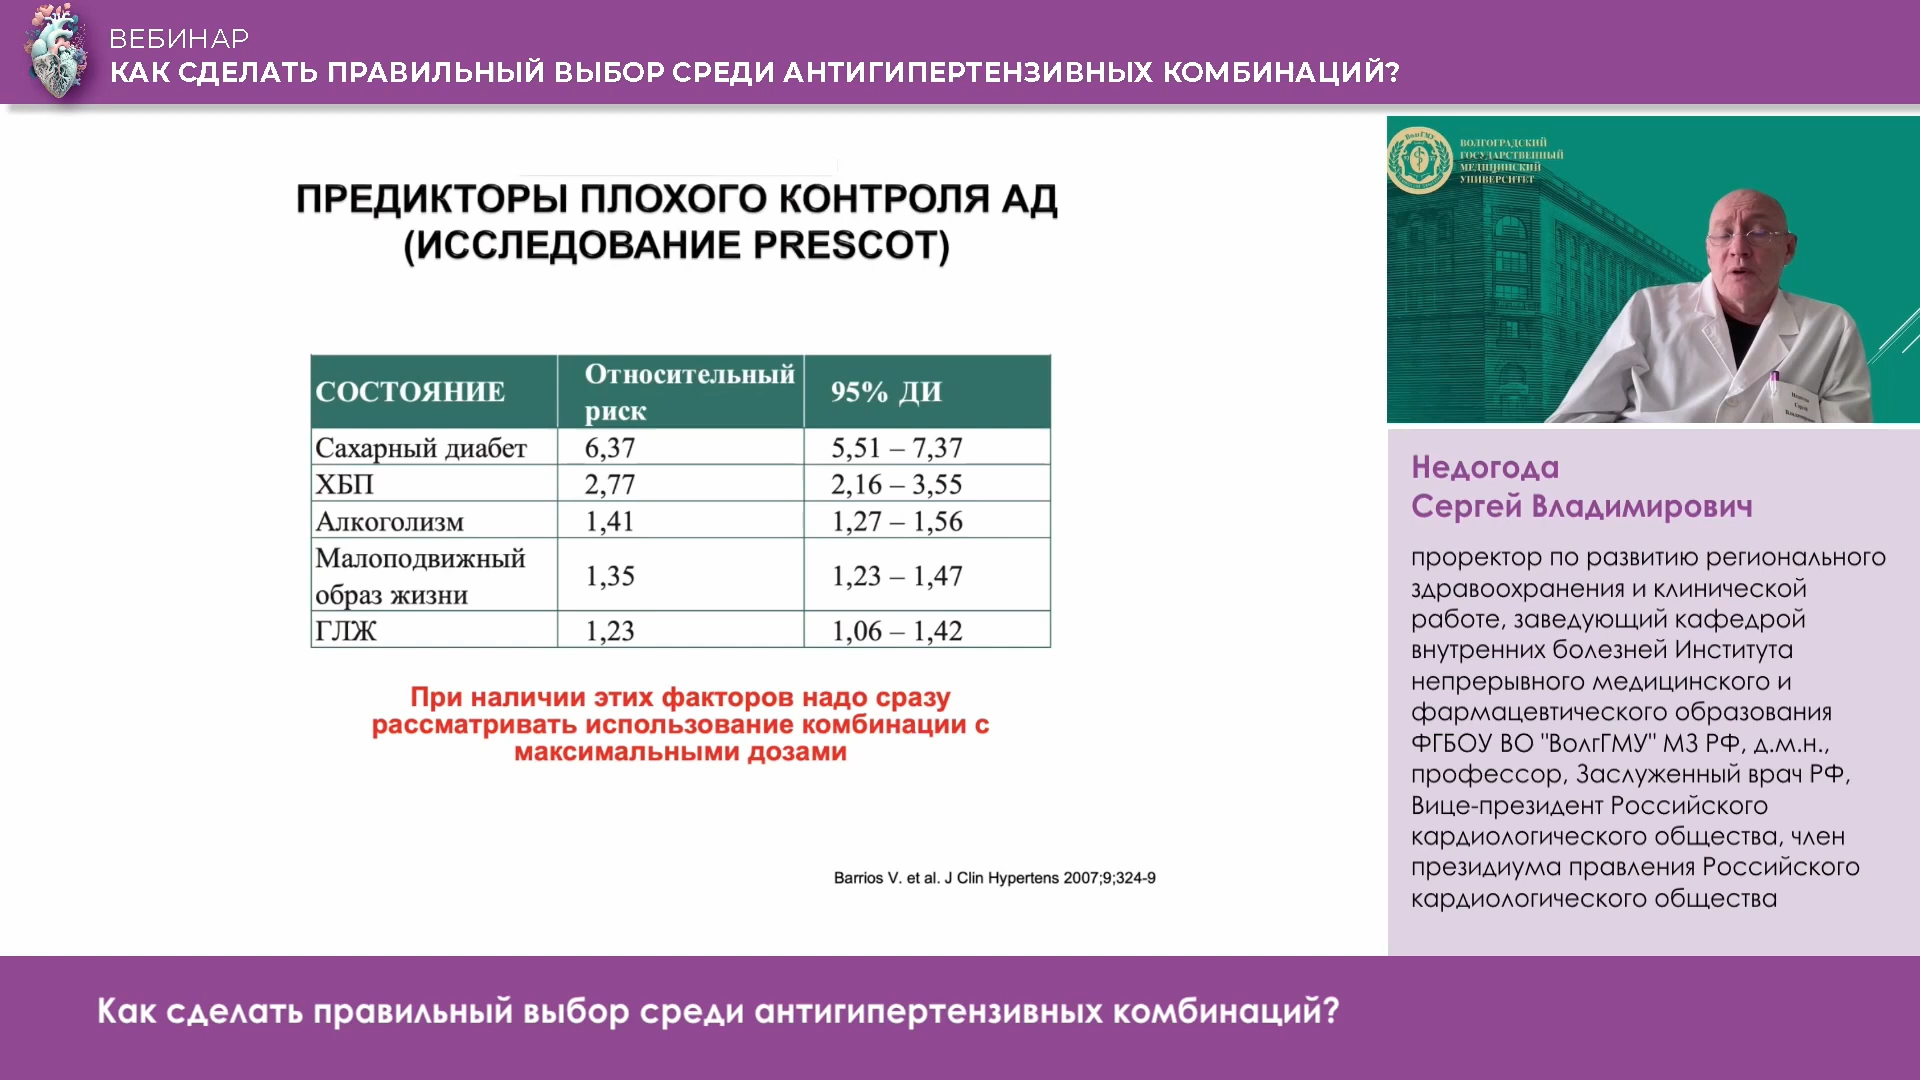 ВЕБИНАР
КАК СДЕЛАТЬ ПРАВИЛЬНЫЙ ВЫБОР СРЕДИ АНТИГИПЕРТЕНЗИВНЫХ КОМБИНАЦИЙ?
ПРЕДИКТОРЫ ПЛОХОГО КОНТРОЛЯ АД
(ИССЛЕДОВАНИЕ PRESCOT)
СОСТОЯНИЕ Относительный риск 95% ДИ
Сахарный диабет 6,37 5,51 – 7,37
ХБП 2,77 2,16 – 3,55
Алкоголизм 1,41 1,27 – 1,56
Малоподвижный образ жизни 1,35 1,23 – 1,47
ГЛЖ 1,23 1,06 – 1,42
При наличии этих факторов надо сразу
рассматривать использование комбинации с
максимальными дозами
Barrios V. et al. J Clin Hypertens 2007;9;324-9
ВОЛГОГРАДСКИЙ
ГОСУДАРСТВЕННЫЙ
МЕДИЦИНСКИЙ
УНИВЕРСИТЕТ
Недогода
Сергей Владимирович
проректор по развитию регионального
здравоохранения и клинической
работе, заведующий кафедрой
внутренних болезней Института
непрерывного медицинского и
фармацевтического образования
ФГБОУ ВО "ВолгГМУ" МЗ РФ, д.м.н.,
профессор, Заслуженный врач РФ,
Вице-президент Российского
кардиологического общества, член
президиума правления Российского
кардиологического общества
Как сделать правильный выбор среди антигипертензивных комбинаций?